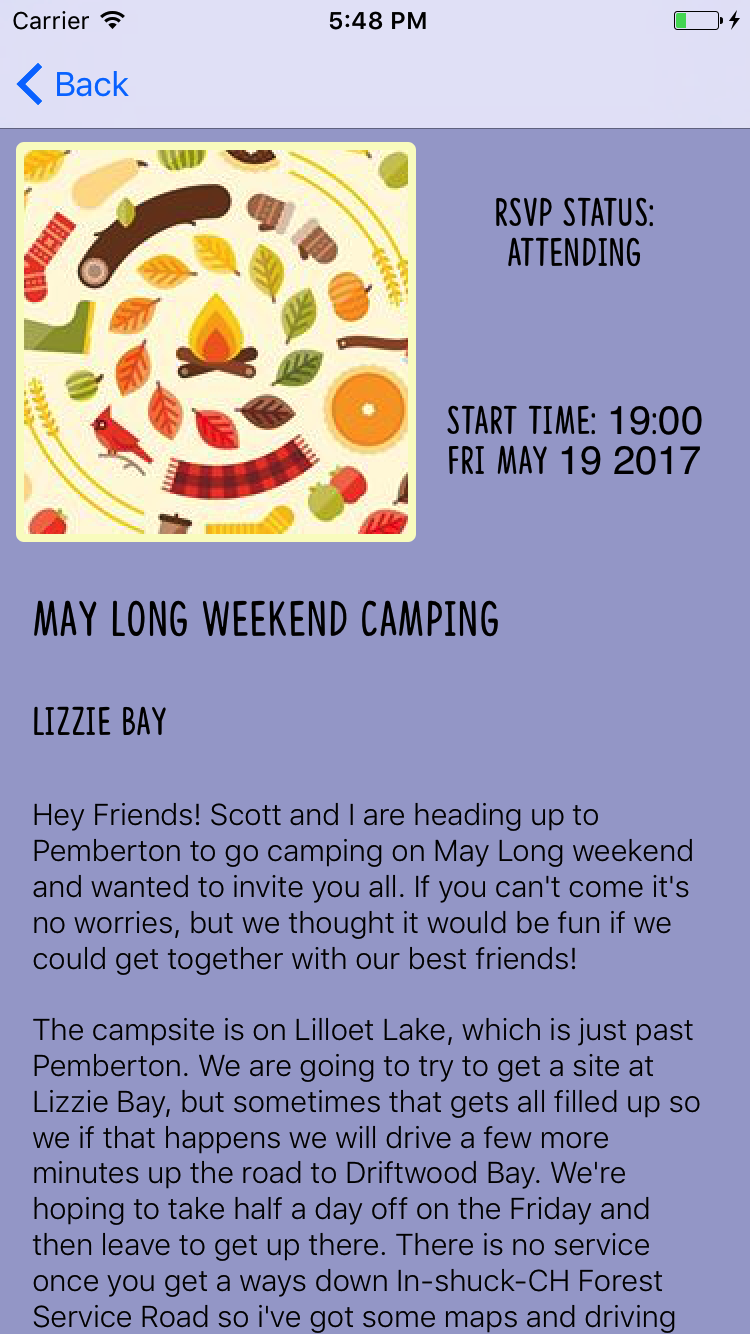 Carrier
5:48 PM
Back
RSVP STATUS:
ATTENDING
START TIME: 19:00
FRI MAY 19 2017
MAY LONG WEEKEND CAMPING
LIZZIE BAY
Hey Friends! Scott and I are heading up to
Pemberton to go camping on May Long weekend
and wanted to invite you all. If you can't come it's
no worries, but we thought it would be fun if we
could get together with our best friends!
The campsite is on Lilloet Lake, which is just past
Pemberton. We are going to try to get a site at
Lizzie Bay, but sometimes that gets all filled up so
we if that happens we will drive a few more
minutes up the road to Driftwood Bay. We're
hoping to take half a day off on the Friday and
then leave to get up there. There is no service
once you get a ways down In-shuck-CH Forest
Service Road so i've got some maps and driving